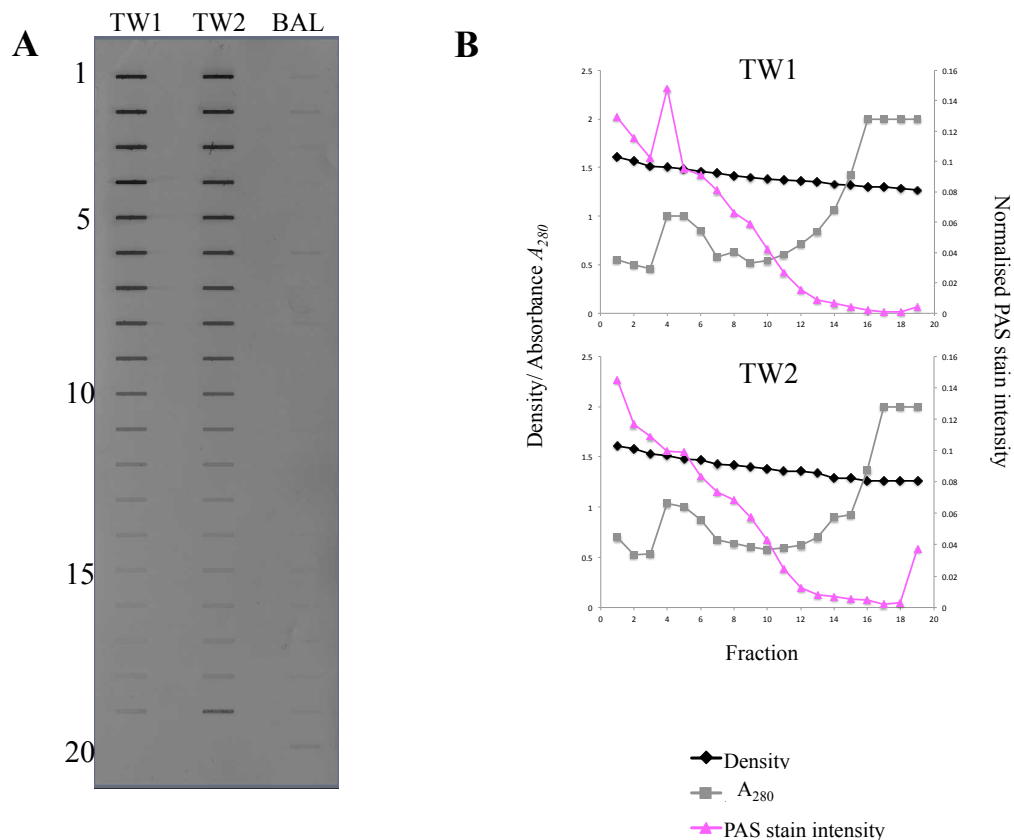 A
TW1 TW2 BAL
1
5
10
15
20
B
TW1
2.5
2
1.5
1
0.5
0
0.16
0.14
0.12
0.1
0.08
0.06
0.04
0.02
0
0 2 4 6 8 10 12 14 16 18 20
TW2
2.5
2
1.5
1
0.5
0
0.16
0.14
0.12
0.1
0.08
0.06
0.04
0.02
0
0 2 4 6 8 10 12 14 16 18 20
Density/ Absorbance A280
Normalised PAS stain intensity
Fraction
Density
A280
PAS stain intensity